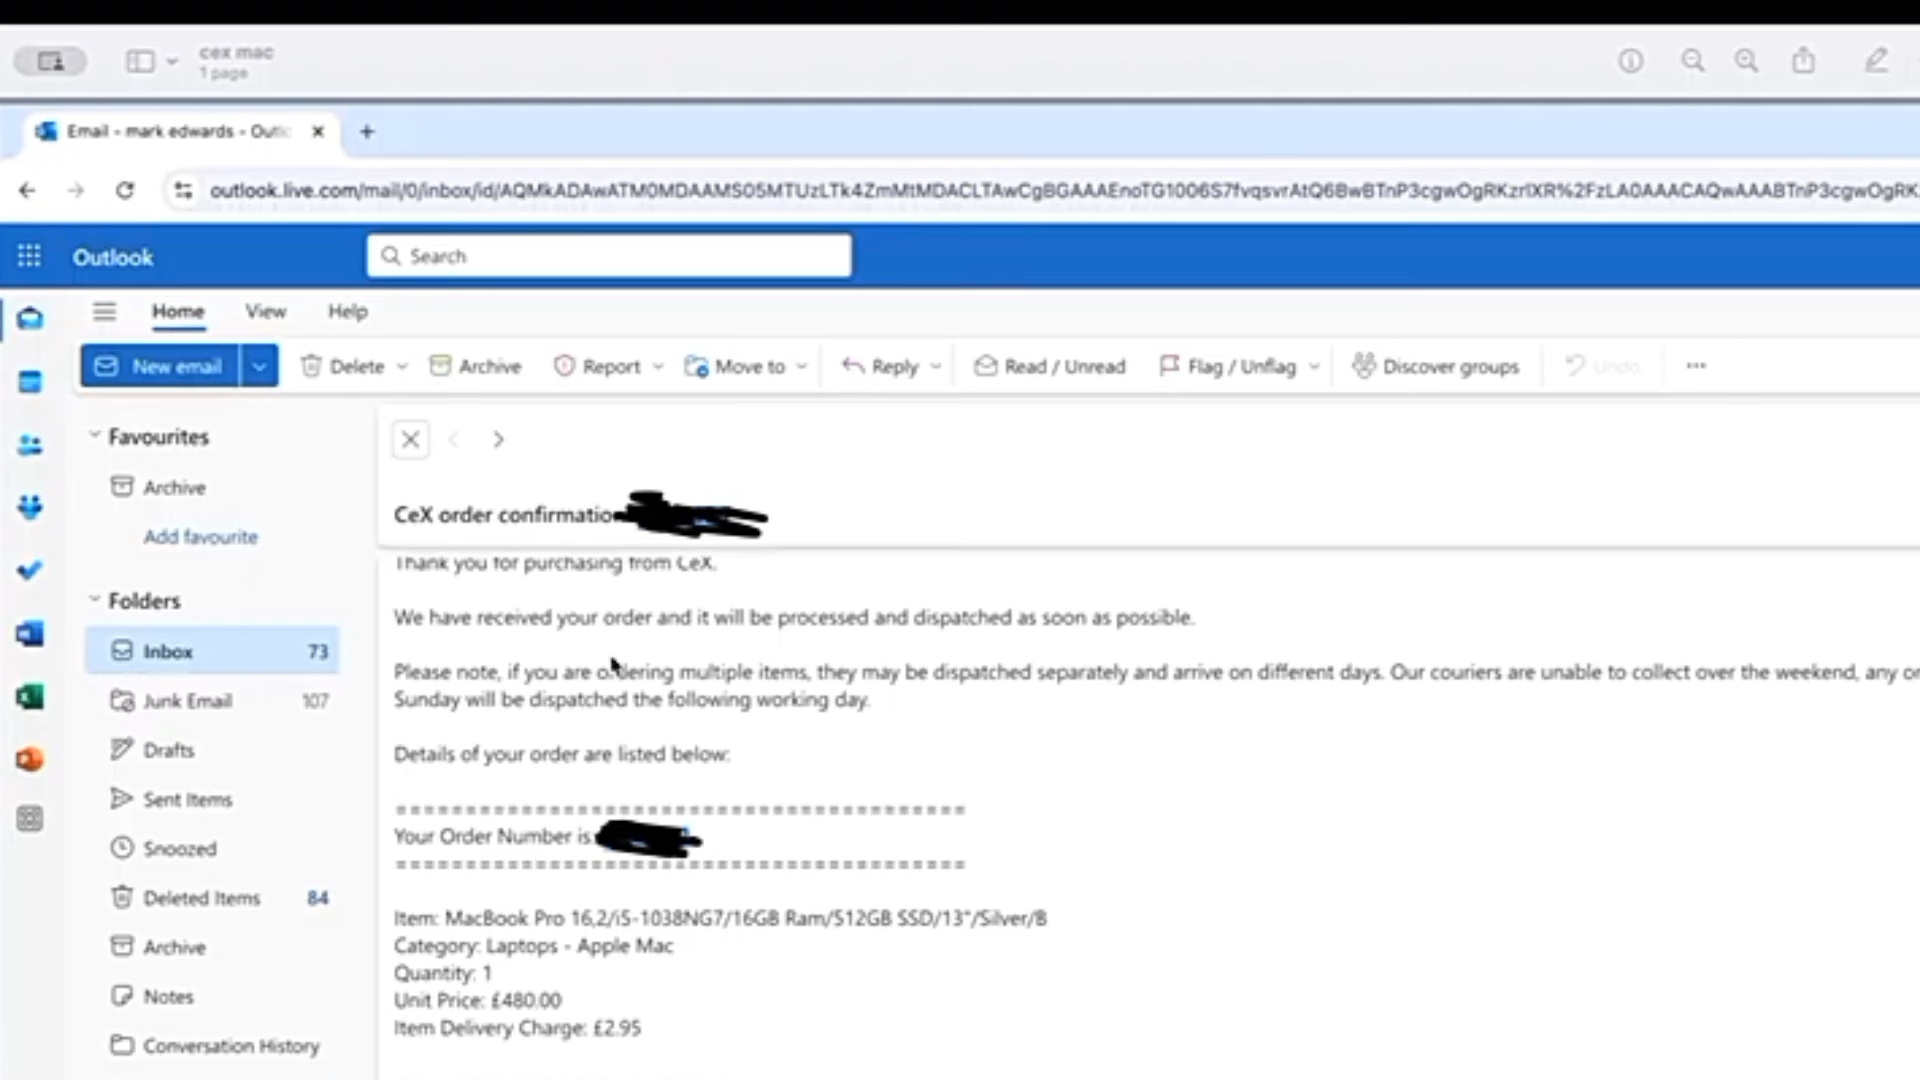 cex mac
1 page
Email - mark edwards - Outlo
outlook.live.com/mail/0/inbox/id/
Outlook
Search
Home View Help
New email Delete Archive Report Move to Reply Read / Unread Flag / Unflag Discover groups Undo
Favourites
Archive
Add favourite
Folders
Inbox 73
Junk Email 107
Drafts
Sent Items
Snoozed
Deleted Items 84
Archive
Notes
Conversation History
CeX order confirmatio
Thank you for purchasing from CeX.
We have received your order and it will be processed and dispatched as soon as possible.
Please note, if you are ordering multiple items, they may be dispatched separately and arrive on different days. Our couriers are unable to collect over the weekend, any or
Sunday will be dispatched the following working day.
Details of your order are listed below:
=========================================
Your Order Number is
=========================================
Item: MacBook Pro 16,2/i5-1038NG7/16GB Ram/512GB SSD/13"/Silver/B
Category: Laptops - Apple Mac
Quantity: 1
Unit Price: £480.00
Item Delivery Charge: £2.95